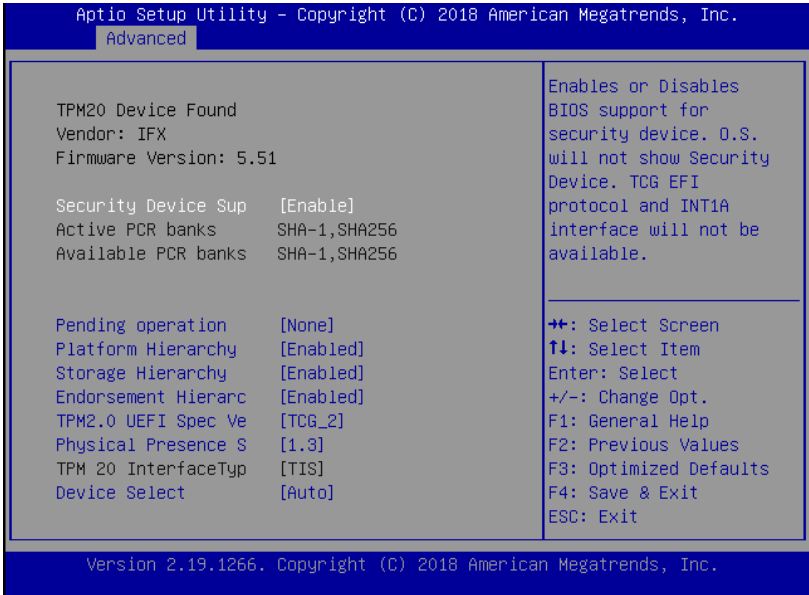 Aptio Setup Utility – Copyright (C) 2018 American Megatrends, Inc.
Advanced
TPM20 Device Found
Vendor: IFX
Firmware Version: 5.51
Security Device Sup [Enable]
Active PCR banks SHA-1,SHA256
Available PCR banks SHA-1,SHA256
Pending operation [None]
Platform Hierarchy [Enabled]
Storage Hierarchy [Enabled]
Endorsement Hierarc [Enabled]
TPM2.0 UEFI Spec Ve [TCG_2]
Physical Presence S [1.3]
TPM 20 InterfaceTyp [TIS]
Device Select [Auto]
Enables or Disables
BIOS support for
security device. O.S.
will not show Security
Device. TCG EFI
protocol and INT1A
interface will not be
available.
→←: Select Screen
↑↓: Select Item
Enter: Select
+/-: Change Opt.
F1: General Help
F2: Previous Values
F3: Optimized Defaults
F4: Save & Exit
ESC: Exit
Version 2.19.1266. Copyright (C) 2018 American Megatrends, Inc.